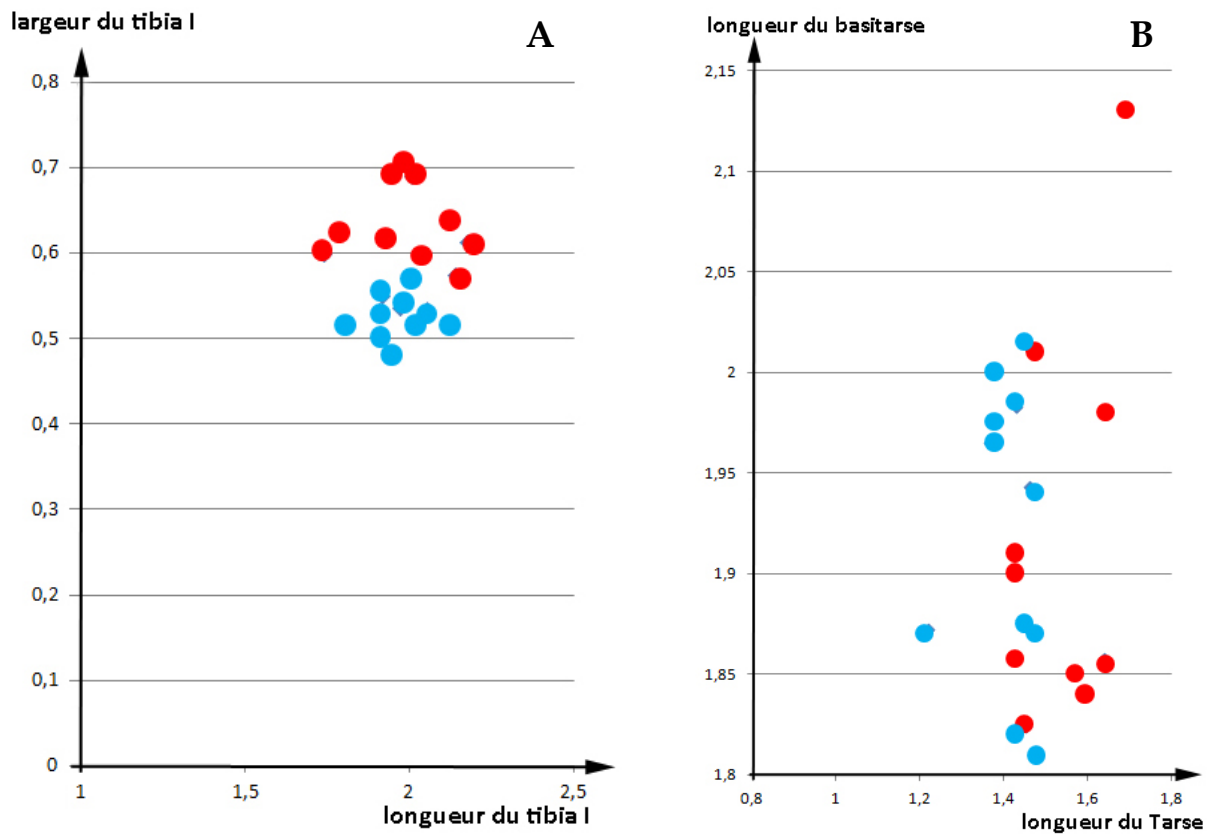 largeur du tibia I
A
0,8
0,7
0,6
0,5
0,4
0,3
0,2
0,1
0
1 1,5 2 2,5
longueur du tibia I
longueur du basitarse
B
2,15
2,1
2,05
2
1,95
1,9
1,85
1,8
0,8 1 1,2 1,4 1,6 1,8
longueur du Tarse